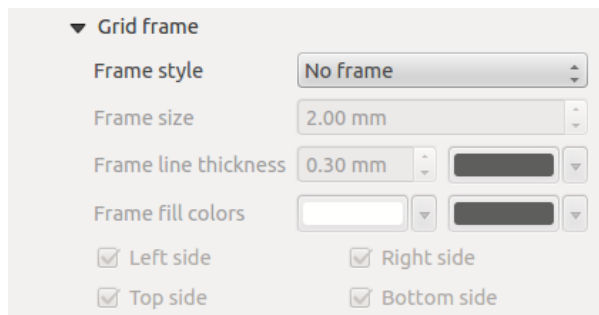 Grid frame
Frame style No frame
Frame size 2.00 mm
Frame line thickness 0.30 mm
Frame fill colors
Left side Right side
Top side Bottom side